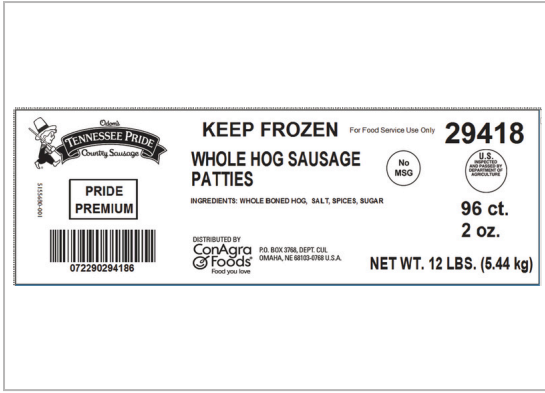 Odom's
TENNESSEE PRIDE
Country Sausage
5155690-001
PRIDE
PREMIUM
072290294186
KEEP FROZEN
For Food Service Use Only
29418
WHOLE HOG SAUSAGE
PATTIES
No
MSG
U.S.
INSPECTED
AND PASSED BY
DEPARTMENT OF
AGRICULTURE
INGREDIENTS: WHOLE BONED HOG, SALT, SPICES, SUGAR
96 ct.
2 oz.
DISTRIBUTED BY
ConAgra
Foods®
Food you love
P.O. BOX 3768, DEPT. CUL
OMAHA, NE 68103-0768 U.S.A.
NET WT. 12 LBS. (5.44 kg)